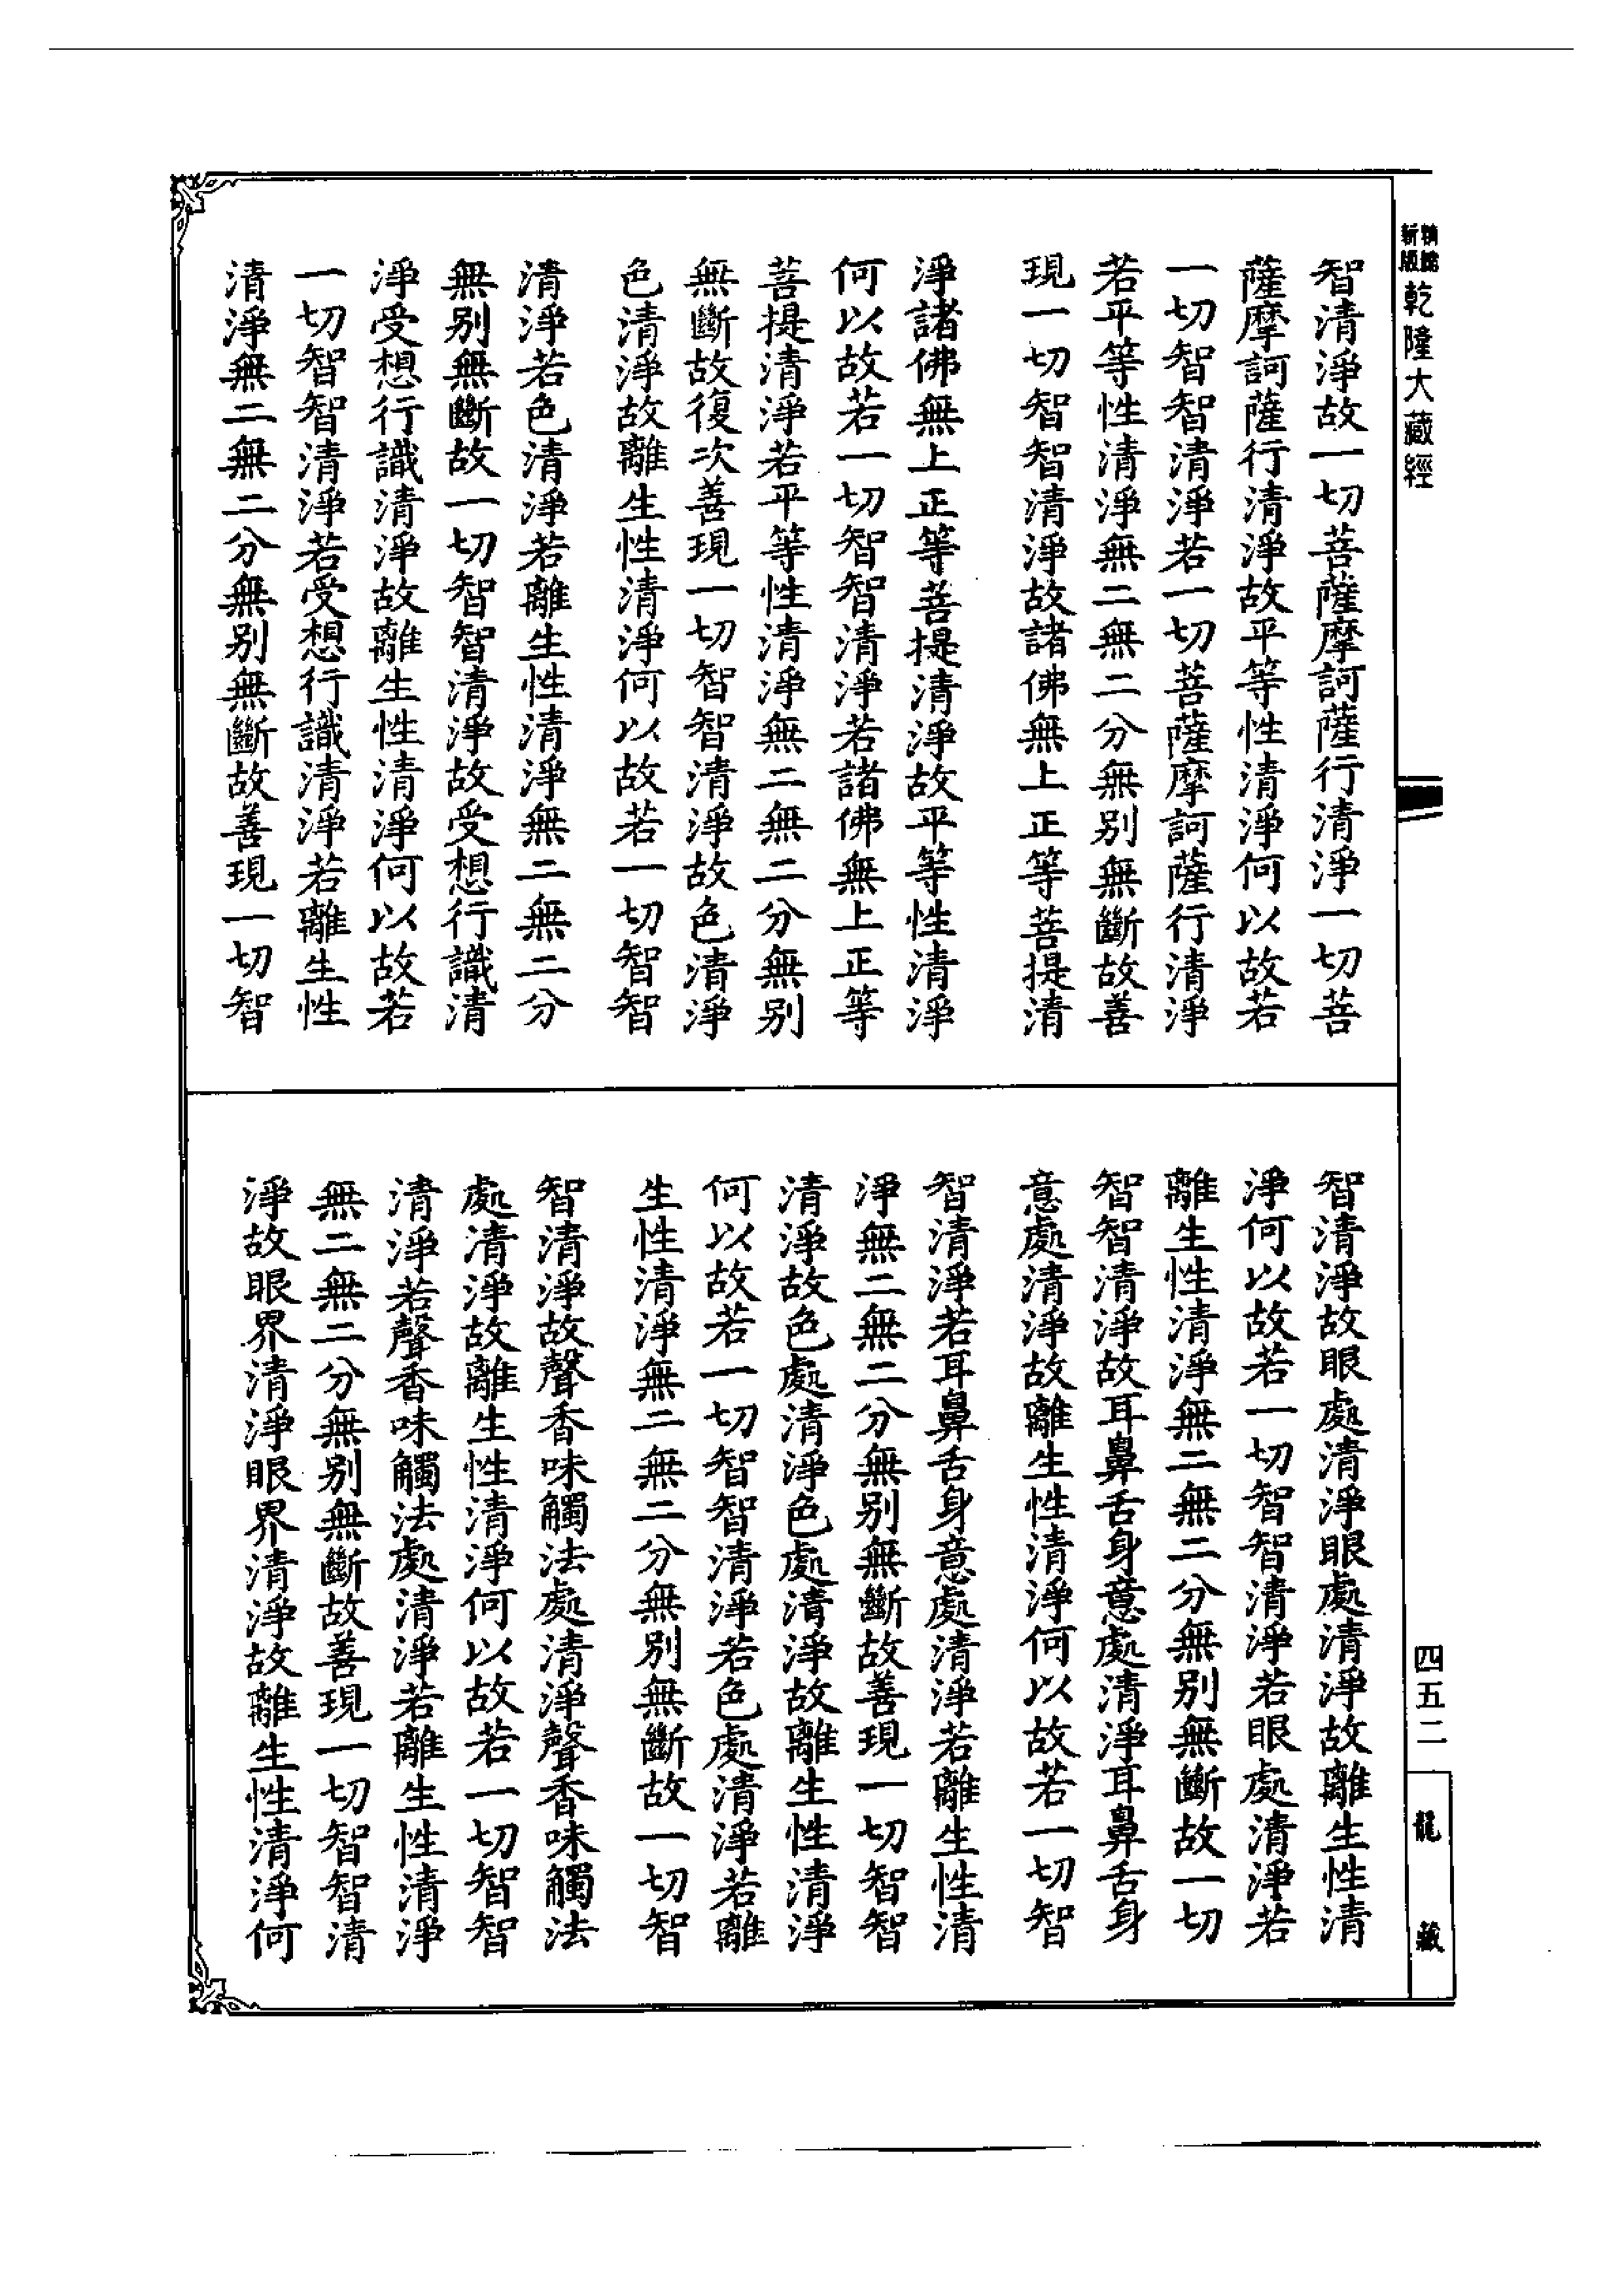 新版
精縮
乾隆大藏經
智清淨故一切菩薩摩訶薩行清淨一切菩
薩摩訶薩行清淨故平等性清淨何以故若
一切智智清淨若一切菩薩摩訶薩行清淨
若平等性清淨無二無二分無別無斷故善
現一切智智清淨故諸佛無上正等菩提清
淨諸佛無上正等菩提清淨故平等性清淨
何以故若一切智智清淨若諸佛無上正等
菩提清淨若平等性清淨無二無二分無別
無斷故復次善現一切智智清淨故色清淨
色清淨故離生性清淨何以故若一切智智
清淨若色清淨若離生性清淨無二無二分
無別無斷故一切智智清淨故受想行識清
淨受想行識清淨故離生性清淨何以故若
一切智智清淨若受想行識清淨若離生性
清淨無二無二分無別無斷故善現一切智
智清淨故眼處清淨眼處清淨故離生性清
淨何以故若一切智智清淨若眼處清淨若
離生性清淨無二無二分無別無斷故一切
智智清淨故耳鼻舌身意處清淨耳鼻舌身
意處清淨故離生性清淨何以故若一切智
智清淨若耳鼻舌身意處清淨若離生性清
淨無二無二分無別無斷故善現一切智智
清淨故色處清淨色處清淨故離生性清淨
何以故若一切智智清淨若色處清淨若離
生性清淨無二無二分無別無斷故一切智
智清淨故聲香味觸法處清淨聲香味觸法
處清淨故離生性清淨何以故若一切智智
清淨若聲香味觸法處清淨若離生性清淨
無二無二分無別無斷故善現一切智智清
淨故眼界清淨眼界清淨故離生性清淨何
四五二
龍藏